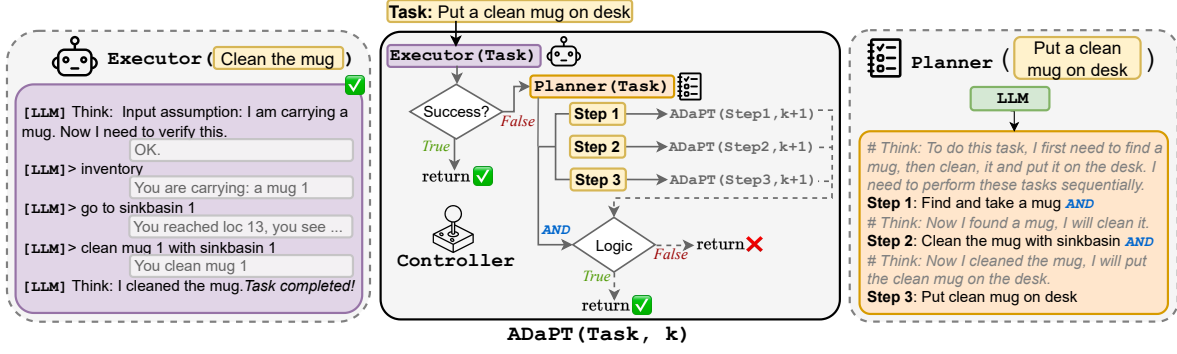 Task: Put a clean mug on desk
Executor(Clean the mug)
[LLM] Think: Input assumption: I am carrying a
mug. Now I need to verify this.
OK.
[LLM]> inventory
You are carrying: a mug 1
[LLM]> go to sinkbasin 1
You reached loc 13, you see ...
[LLM]> clean mug 1 with sinkbasin 1
You clean mug 1
[LLM] Think: I cleaned the mug.Task completed!
Executor(Task)
Success?
False
True
return
Planner(Task)
Step 1
ADaPT(Step1,k+1)
Step 2
ADaPT(Step2,k+1)
Step 3
ADaPT(Step3,k+1)
AND
Logic
False
return
True
return
Controller
ADaPT(Task, k)
Planner (Put a clean
mug on desk)
LLM
# Think: To do this task, I first need to find a
mug, then clean, it and put it on the desk. I
need to perform these tasks sequentially.
Step 1: Find and take a mug AND
# Think: Now I found a mug, I will clean it.
Step 2: Clean the mug with sinkbasin AND
# Think: Now I cleaned the mug, I will put
the clean mug on the desk.
Step 3: Put clean mug on desk